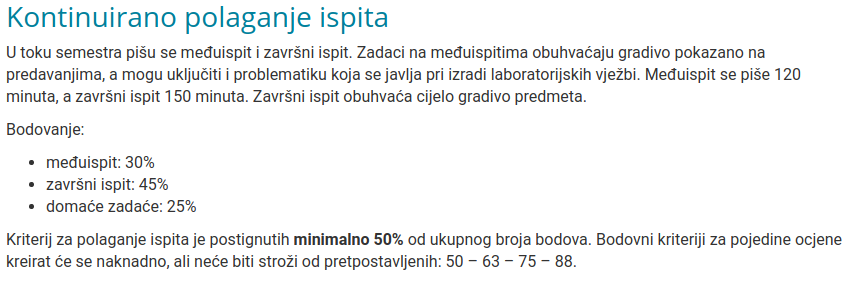 Kontinuirano polaganje ispita
U toku semestra pišu se međuispit i završni ispit. Zadaci na međuispitima obuhvaćaju gradivo pokazano na
predavanjima, a mogu uključiti i problematiku koja se javlja pri izradi laboratorijskih vježbi. Međuispit se piše 120
minuta, a završni ispit 150 minuta. Završni ispit obuhvaća cijelo gradivo predmeta.
Bodovanje:
• međuispit: 30%
• završni ispit: 45%
• domaće zadaće: 25%
Kriterij za polaganje ispita je postignutih minimalno 50% od ukupnog broja bodova. Bodovni kriteriji za pojedine ocjene
kreirat će se naknadno, ali neće biti stroži od pretpostavljenih: 50 – 63 – 75 – 88.